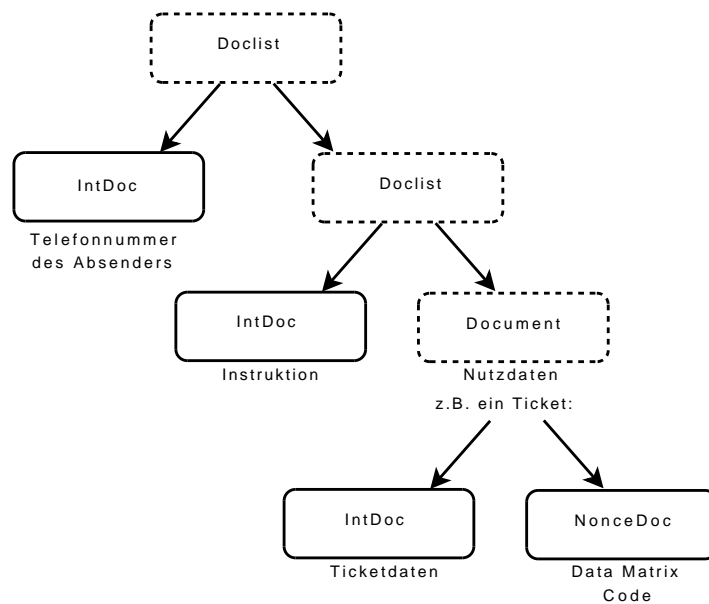 Doclist
IntDoc
Doclist
Telefonnummer
des Absenders
IntDoc
Document
Instruktion
Nutzdaten
z.B. ein Ticket:
IntDoc
NonceDoc
Ticketdaten
Data Matrix
Code